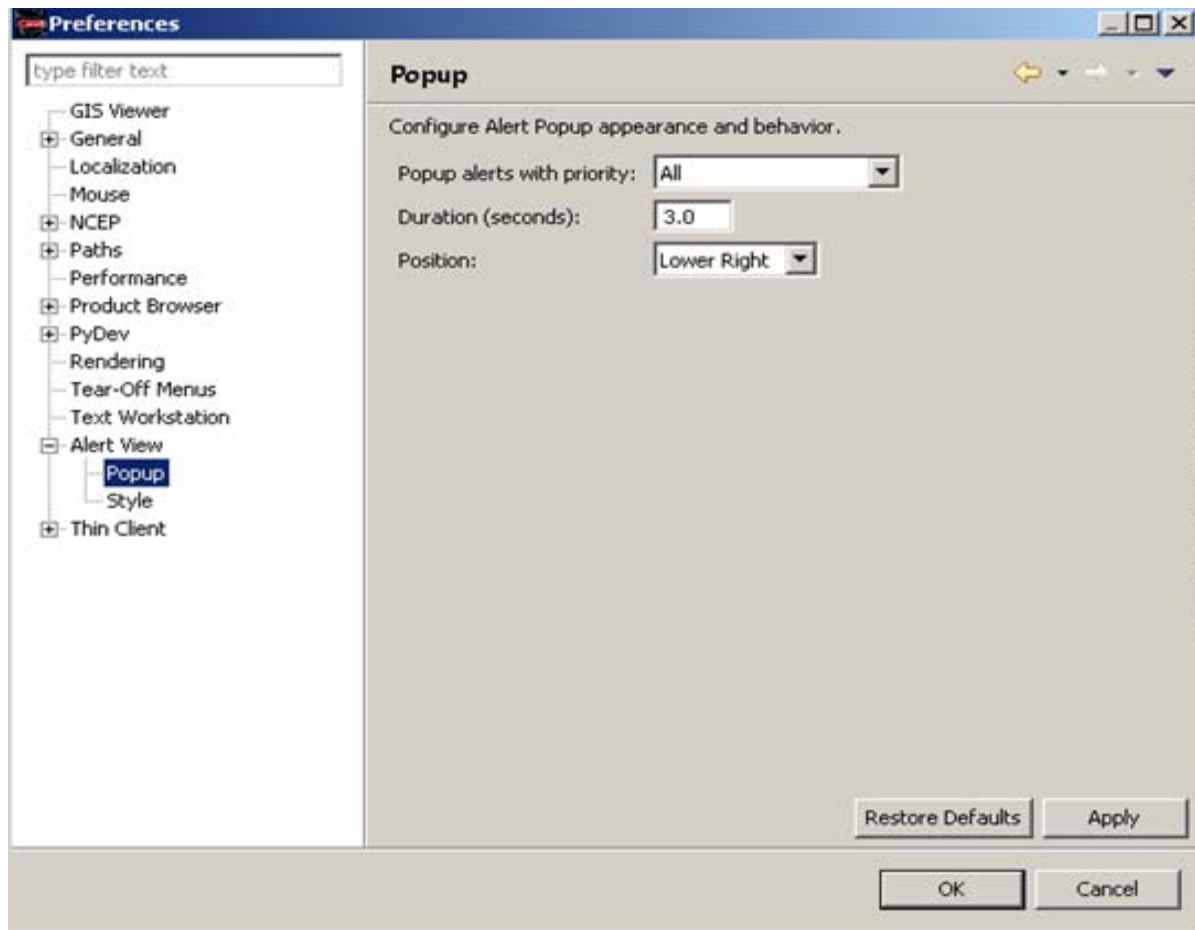 Preferences
type filter text
GIS Viewer
General
Localization
Mouse
NCEP
Paths
Performance
Product Browser
PyDev
Rendering
Tear-Off Menus
Text Workstation
Alert View
Popup
Style
Thin Client
Popup
Configure Alert Popup appearance and behavior.
Popup alerts with priority: All
Duration (seconds): 3.0
Position: Lower Right
Restore Defaults Apply
OK Cancel